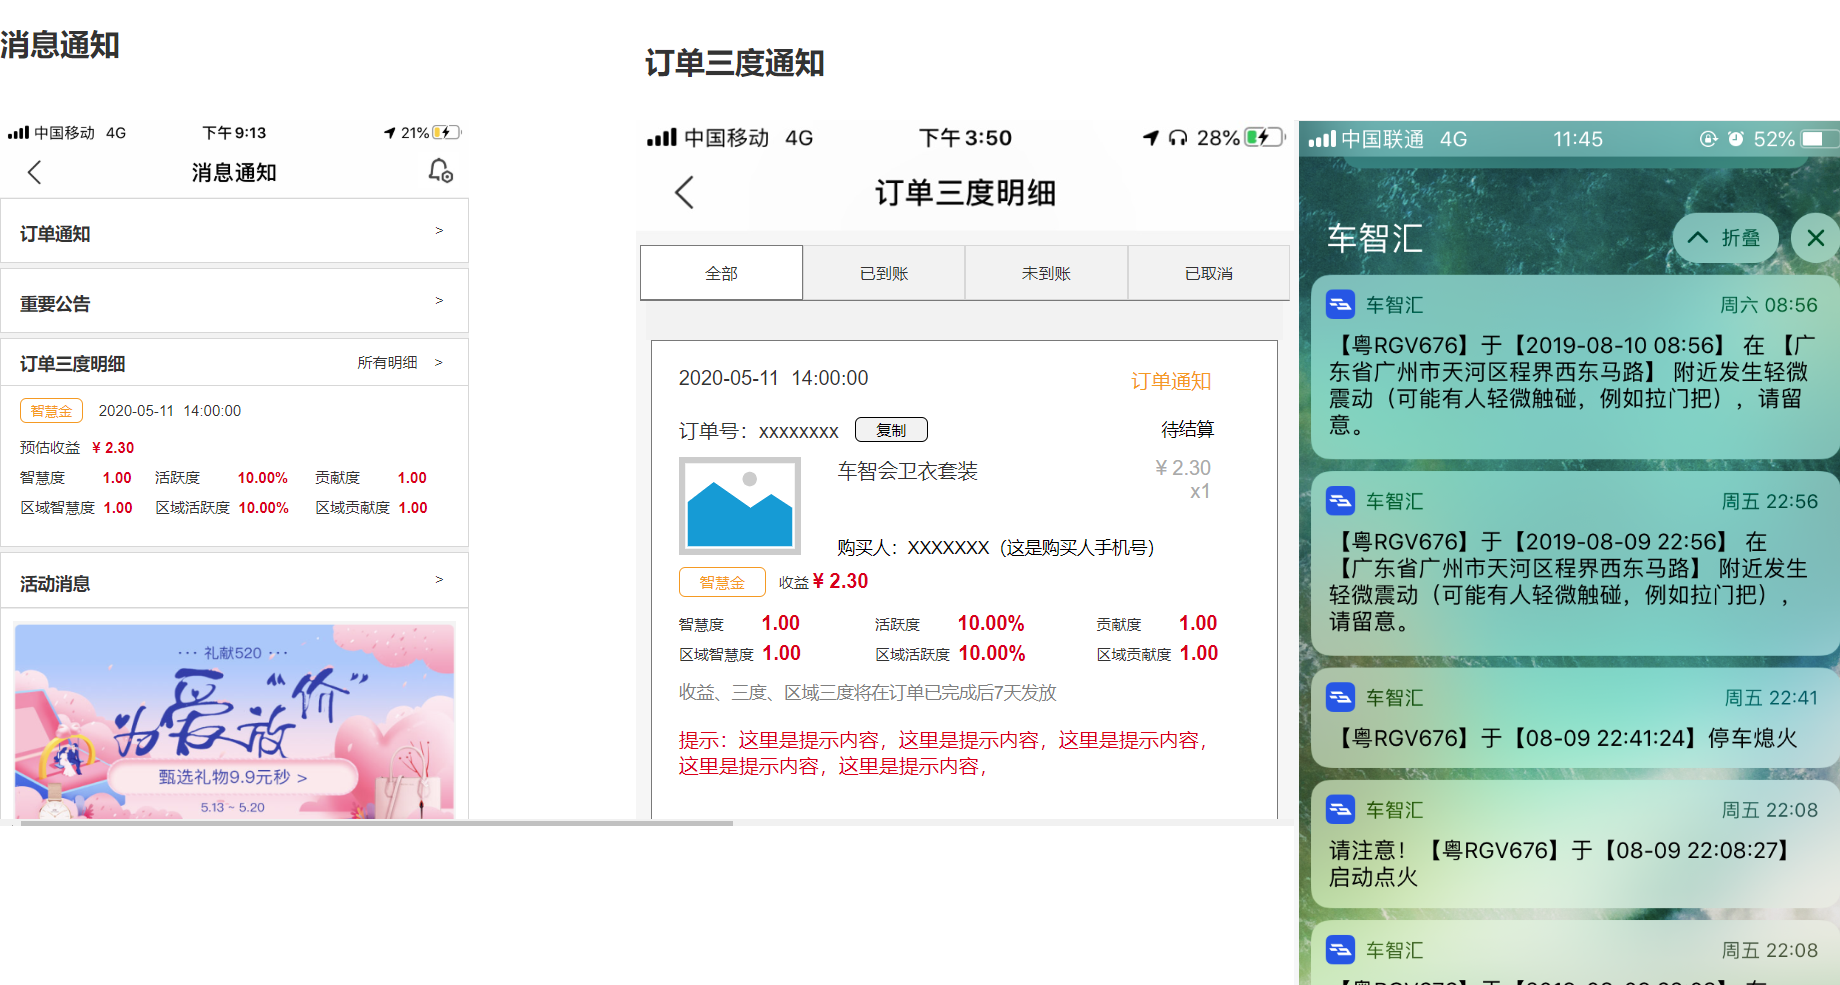 消息通知
中国移动 4G 下午9:13 21%
消息通知
订单通知 >
重要公告 >
订单三度明细 所有明细 >
智慧金 2020-05-11 14:00:00
预估收益 ¥ 2.30
智慧度 1.00 活跃度 10.00% 贡献度 1.00
区域智慧度 1.00 区域活跃度 10.00% 区域贡献度 1.00
活动消息 >
··· 礼献520 ···
为爱放“价”
甄选礼物9.9元秒 >
5.13 ~ 5.20
订单三度通知
中国移动 4G 下午3:50 28%
订单三度明细
全部 已到账 未到账 已取消
2020-05-11 14:00:00 订单通知
订单号：xxxxxxxx 复制 待结算
车智会卫衣套装 ¥ 2.30
x1
购买人：XXXXXXX（这是购买人手机号）
智慧金 收益 ¥ 2.30
智慧度 1.00 活跃度 10.00% 贡献度 1.00
区域智慧度 1.00 区域活跃度 10.00% 区域贡献度 1.00
收益、三度、区域三度将在订单已完成后7天发放
提示：这里是提示内容，这里是提示内容，这里是提示内容，
这里是提示内容，这里是提示内容，
中国联通 4G 11:45 52%
车智汇 折叠
车智汇 周六 08:56
【粤RGV676】于【2019-08-10 08:56】 在 【广
东省广州市天河区程界西东马路】 附近发生轻微
震动（可能有人轻微触碰，例如拉门把），请留
意。
车智汇 周五 22:56
【粤RGV676】于【2019-08-09 22:56】 在
【广东省广州市天河区程界西东马路】 附近发生
轻微震动（可能有人轻微触碰，例如拉门把），
请留意。
车智汇 周五 22:41
【粤RGV676】于【08-09 22:41:24】停车熄火
车智汇 周五 22:08
请注意！【粤RGV676】于【08-09 22:08:27】
启动点火
车智汇 周五 22:08